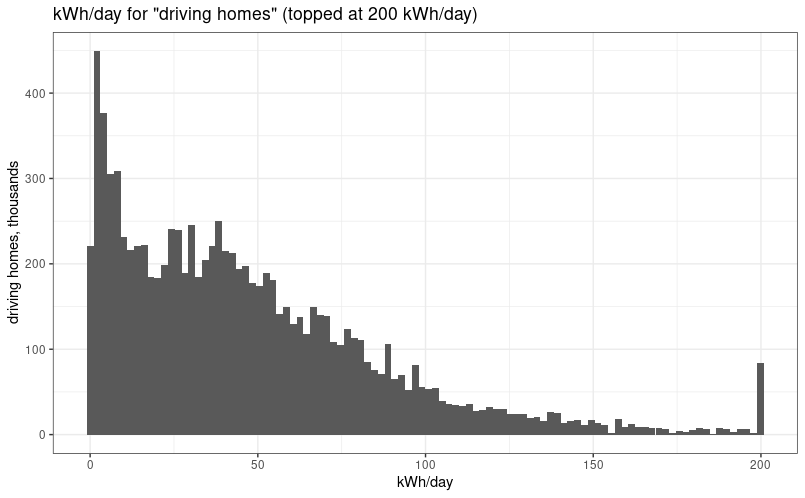 kWh/day for "driving homes" (topped at 200 kWh/day)
driving homes, thousands
400
300
200
100
0
0 50 100 150 200
kWh/day